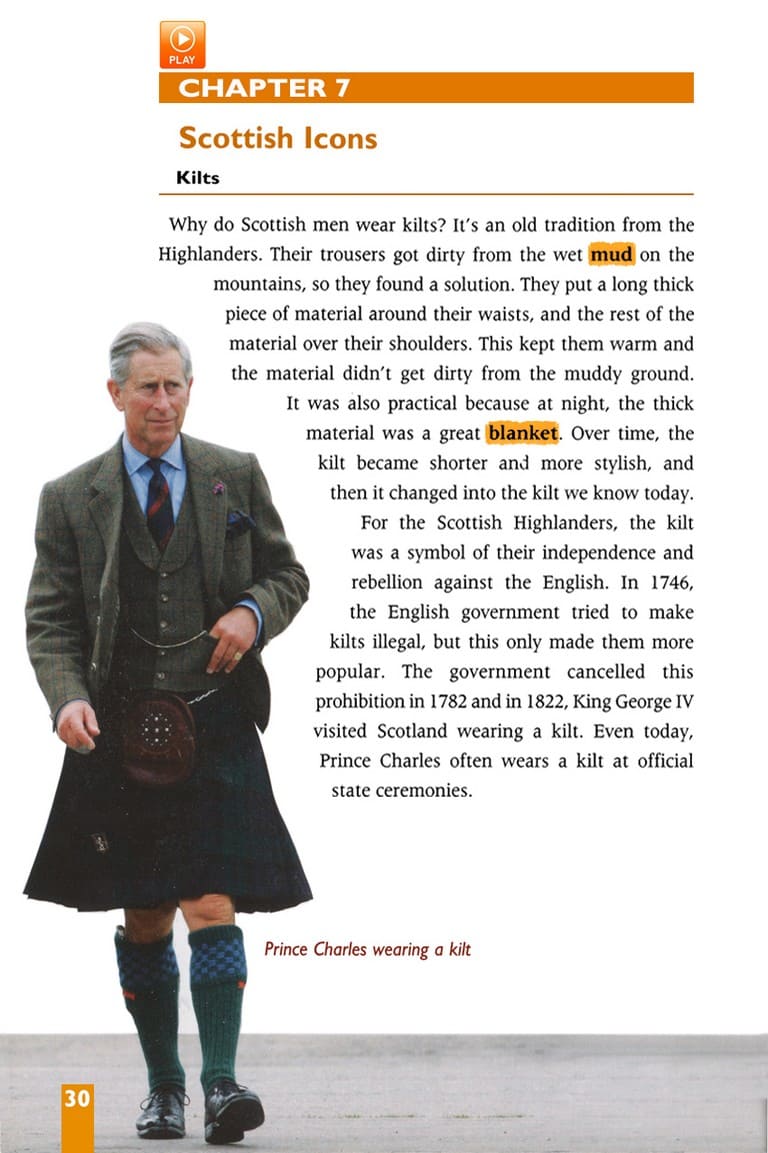 PLAY
CHAPTER 7
Scottish Icons
Kilts
Why do Scottish men wear kilts? It's an old tradition from the
Highlanders. Their trousers got dirty from the wet mud on the
mountains, so they found a solution. They put a long thick
piece of material around their waists, and the rest of the
material over their shoulders. This kept them warm and
the material didn't get dirty from the muddy ground.
It was also practical because at night, the thick
material was a great blanket. Over time, the
kilt became shorter and more stylish, and
then it changed into the kilt we know today.
For the Scottish Highlanders, the kilt
was a symbol of their independence and
rebellion against the English. In 1746,
the English government tried to make
kilts illegal, but this only made them more
popular. The government cancelled this
prohibition in 1782 and in 1822, King George IV
visited Scotland wearing a kilt. Even today,
Prince Charles often wears a kilt at official
state ceremonies.
Prince Charles wearing a kilt
30